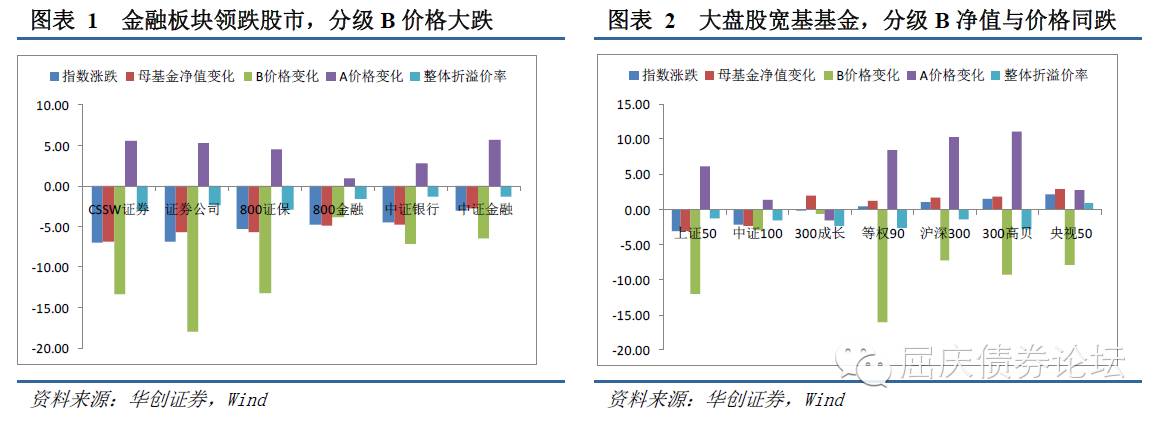 图表 1 金融板块领跌股市，分级 B 价格大跌
指数涨跌 母基金净值变化 B价格变化 A价格变化 整体折溢价率
10.00
5.00
0.00
-5.00
-10.00
-15.00
-20.00
CSSW证券 证券公司 800证保 800金融 中证银行 中证金融
资料来源：华创证券，Wind
图表 2 大盘股宽基基金，分级 B 净值与价格同跌
指数涨跌 母基金净值变化 B价格变化 A价格变化 整体折溢价率
15.00
10.00
5.00
0.00
-5.00
-10.00
-15.00
-20.00
上证50 中证100 300成长 等权90 沪深300 300高贝 央视50
屈庆债券论坛
资料来源：华创证券，Wind